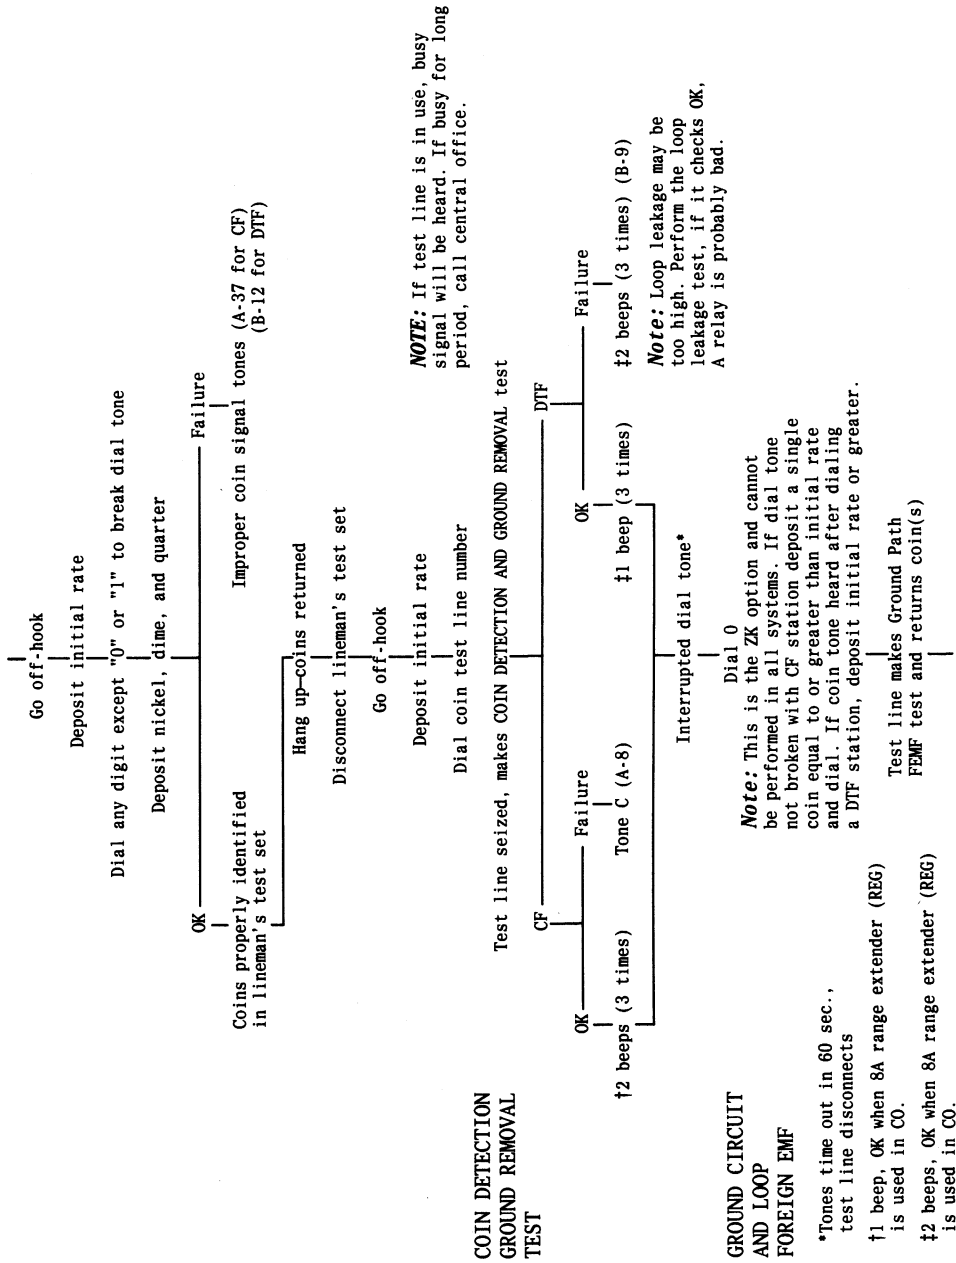 Go off-hook
Deposit initial rate
Dial any digit except "0" or "1" to break dial tone
Deposit nickel, dime, and quarter
OK
Failure
Coins properly identified
in lineman's test set
Improper coin signal tones (A-37 for CF)
(B-12 for DTF)
Hang up—coins returned
Disconnect lineman's test set
Go off-hook
Deposit initial rate
Dial coin test line number
NOTE: If test line is in use, busy
signal will be heard. If busy for long
period, call central office.
COIN DETECTION
GROUND REMOVAL
TEST
Test line seized, makes COIN DETECTION AND GROUND REMOVAL test
CF
DTF
OK
Failure
OK
Failure
†2 beeps (3 times)
Tone C (A-8)
‡1 beep (3 times)
‡2 beeps (3 times) (B-9)
Note: Loop leakage may be
too high. Perform the loop
leakage test, if it checks OK,
A relay is probably bad.
Interrupted dial tone*
GROUND CIRCUIT
AND LOOP
FOREIGN EMF
Dial 0
Note: This is the ZK option and cannot
be performed in all systems. If dial tone
not broken with CF station deposit a single
coin equal to or greater than initial rate
and dial. If coin tone heard after dialing
a DTF station, deposit initial rate or greater.
Test line makes Ground Path
FEMF test and returns coin(s)
*Tones time out in 60 sec.,
test line disconnects
†1 beep, OK when 8A range extender (REG)
is used in CO.
‡2 beeps, OK when 8A range extender (REG)
is used in CO.